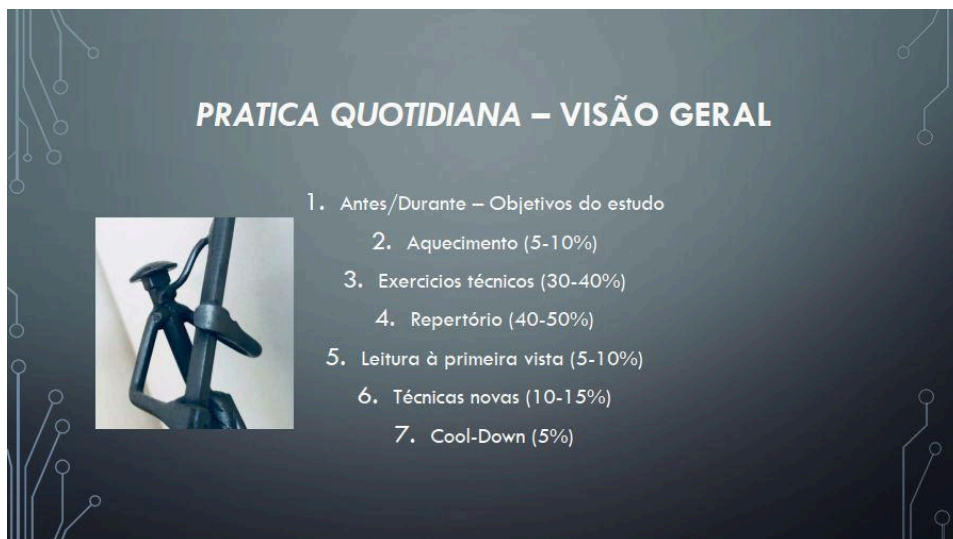 PRATICA QUOTIDIANA – VISÃO GERAL
1. Antes/Durante – Objetivos do estudo
2. Aquecimento (5-10%)
3. Exercicios técnicos (30-40%)
4. Repertório (40-50%)
5. Leitura à primeira vista (5-10%)
6. Técnicas novas (10-15%)
7. Cool-Down (5%)